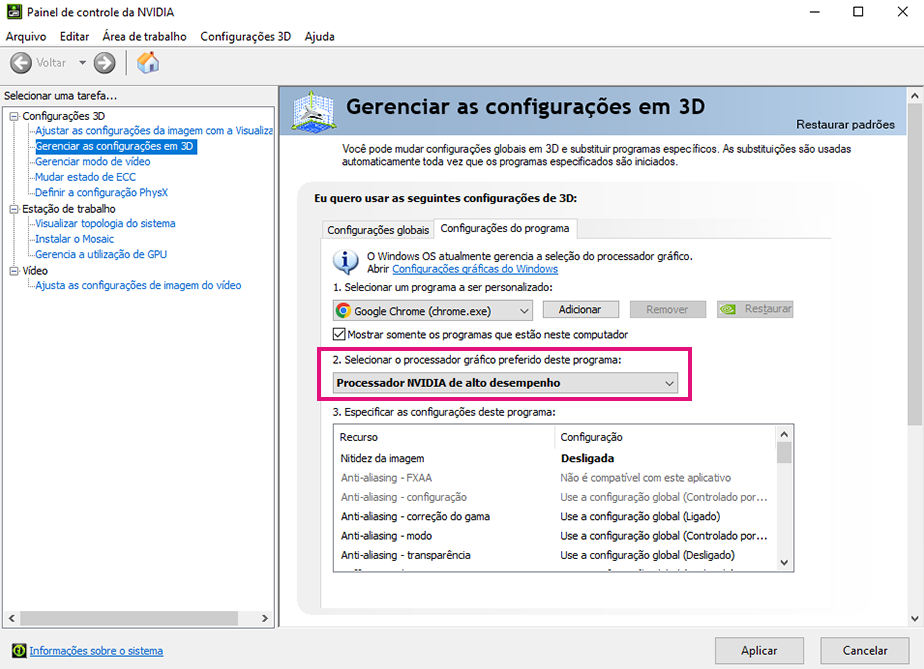 Painel de controle da NVIDIA
Arquivo Editar Área de trabalho Configurações 3D Ajuda
Voltar
Selecionar uma tarefa...
Configurações 3D
Ajustar as configurações da imagem com a Visualiza
Gerenciar as configurações em 3D
Gerenciar modo de vídeo
Mudar estado de ECC
Definir a configuração PhysX
Estação de trabalho
Visualizar topologia do sistema
Instalar o Mosaic
Gerencia a utilização de GPU
Vídeo
Ajusta as configurações de imagem do vídeo
Gerenciar as configurações em 3D
Restaurar padrões
Você pode mudar configurações globais em 3D e substituir programas específicos. As substituições são usadas
automaticamente toda vez que os programas especificados são iniciados.
Eu quero usar as seguintes configurações de 3D:
Configurações globais Configurações do programa
O Windows OS atualmente gerencia a seleção do processador gráfico.
Abrir Configurações gráficas do Windows
1. Selecionar um programa a ser personalizado:
Google Chrome (chrome.exe) Adicionar Remover Restaurar
Mostrar somente os programas que estão neste computador
2. Selecionar o processador gráfico preferido deste programa:
Processador NVIDIA de alto desempenho
3. Especificar as configurações deste programa:
Recurso Configuração
Nitidez da imagem Desligada
Anti-aliasing - FXAA Não é compatível com este aplicativo
Anti-aliasing - configuração Use a configuração global (Controlado por...
Anti-aliasing - correção do gama Use a configuração global (Ligado)
Anti-aliasing - modo Use a configuração global (Controlado por...
Anti-aliasing - transparência Use a configuração global (Desligado)
Informações sobre o sistema
Aplicar Cancelar